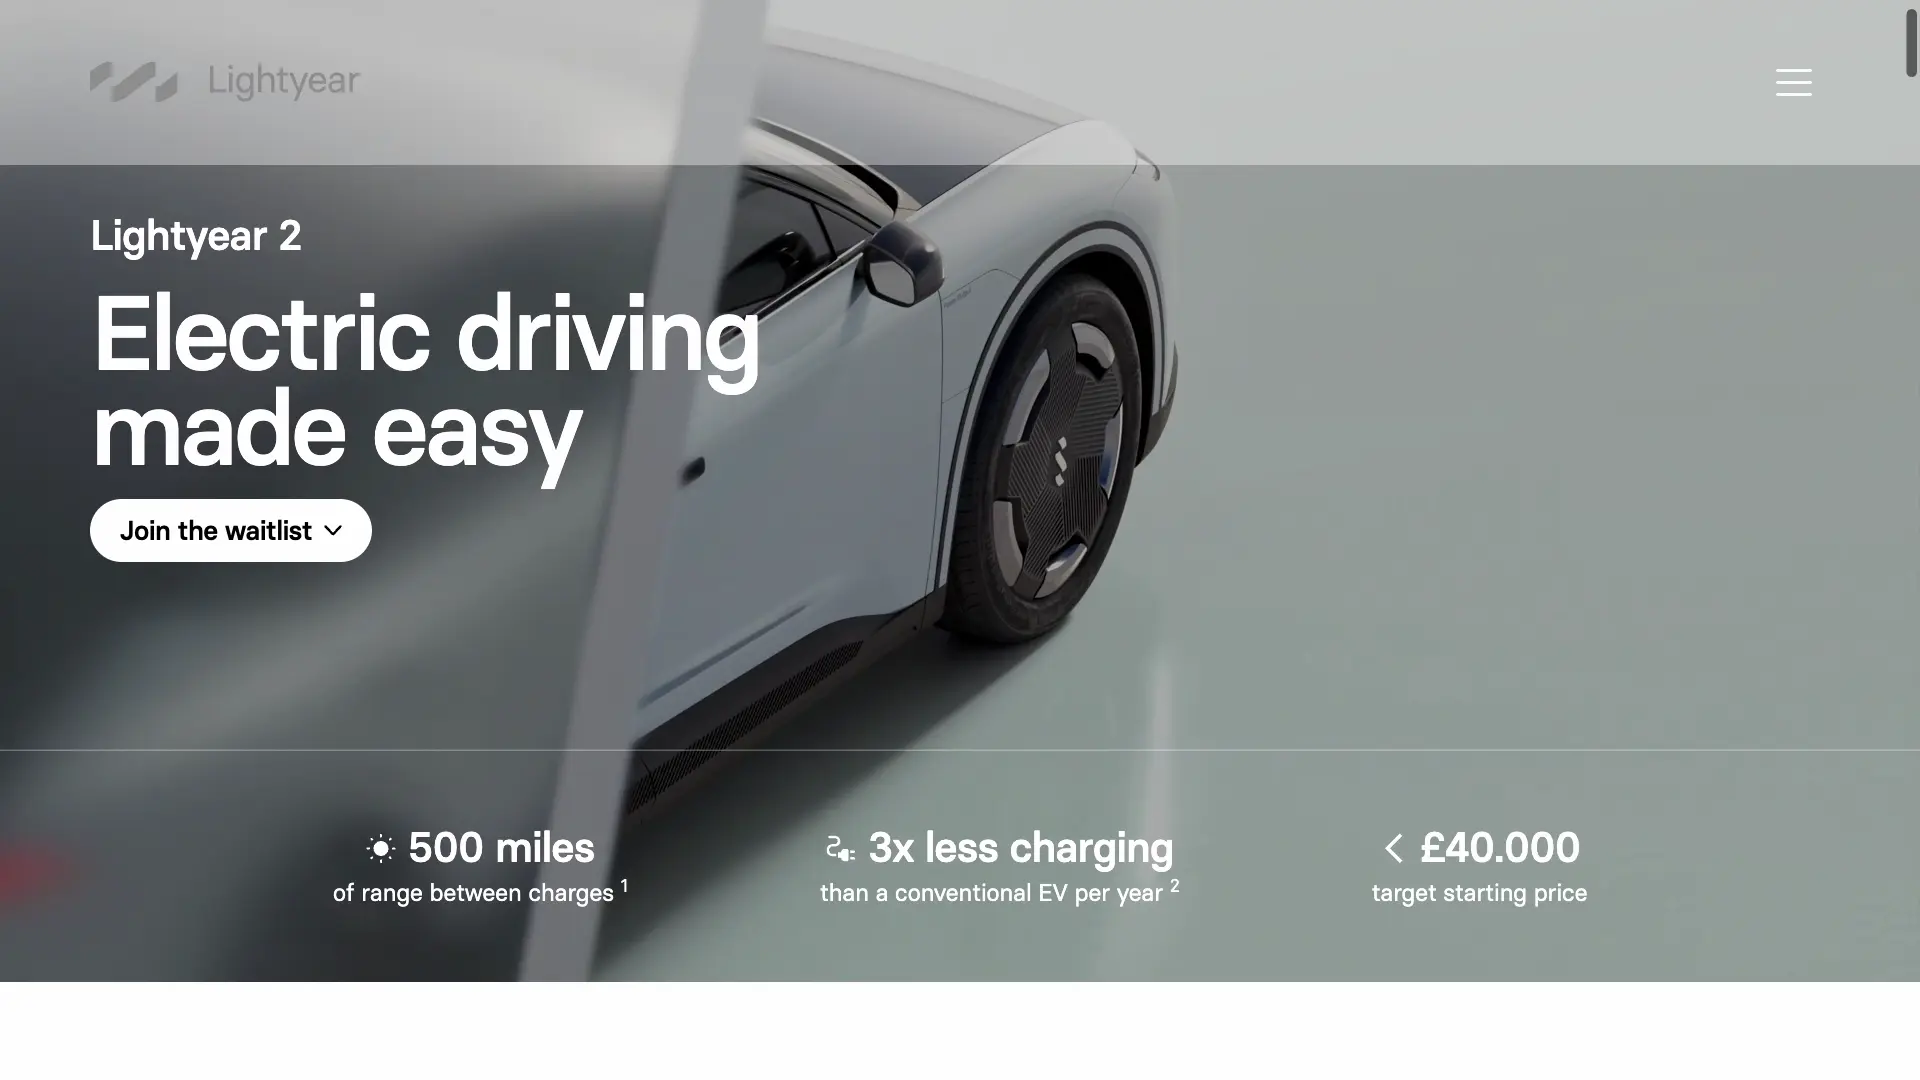 Lightyear
Lightyear 2
Electric driving
made easy
Join the waitlist
500 miles
of range between charges 1
3x less charging
than a conventional EV per year 2
< £40.000
target starting price